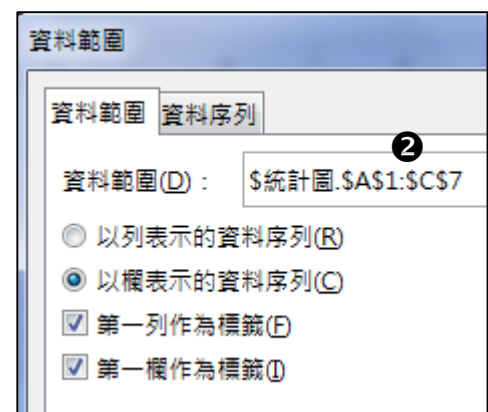 資料範圍
資料範圍 資料序列
❷
資料範圍(D)： $統計圖.$A$1:$C$7
以列表示的資料序列(R)
以欄表示的資料序列(C)
第一列作為標籤(F)
第一欄作為標籤(I)